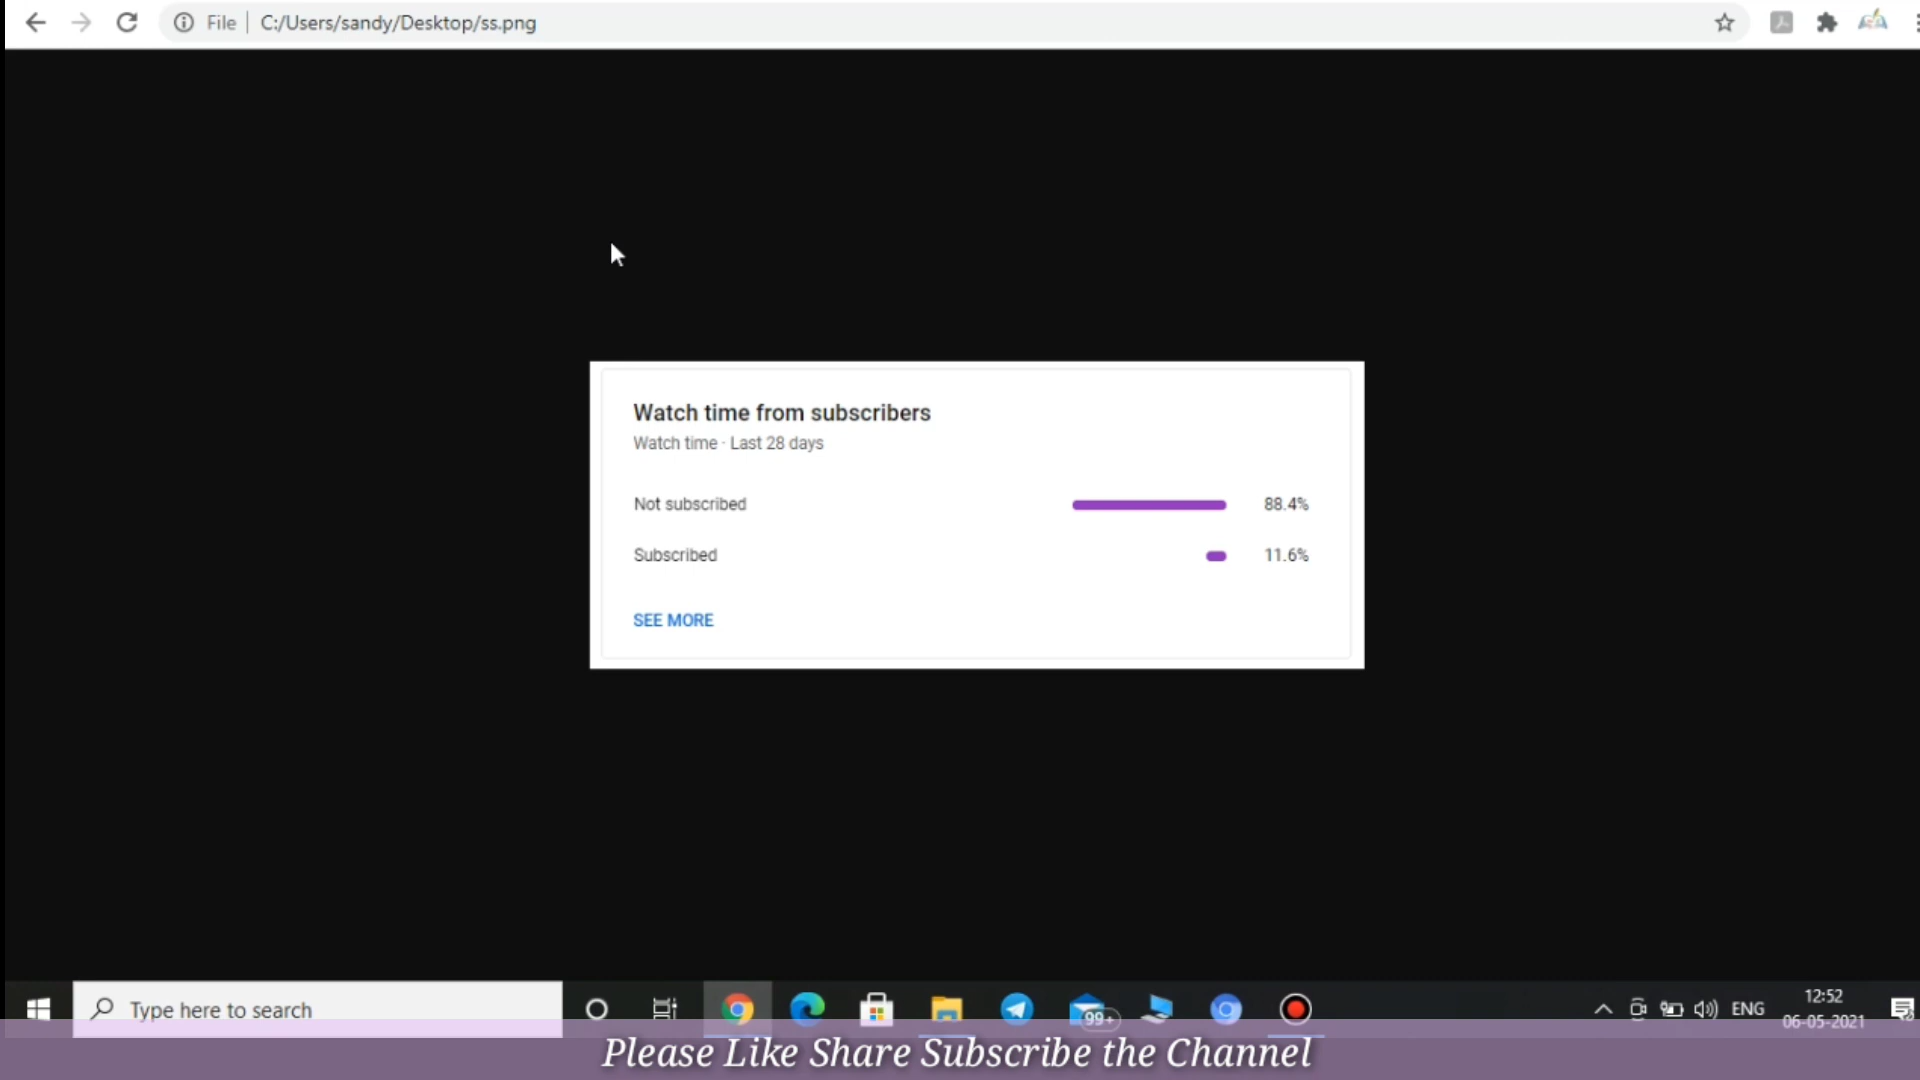 File C:/Users/sandy/Desktop/ss.png
Watch time from subscribers
Watch time · Last 28 days
Not subscribed 88.4%
Subscribed 11.6%
SEE MORE
Type here to search 99+ ENG 12:52
06-05-2021
Please Like Share Subscribe the Channel